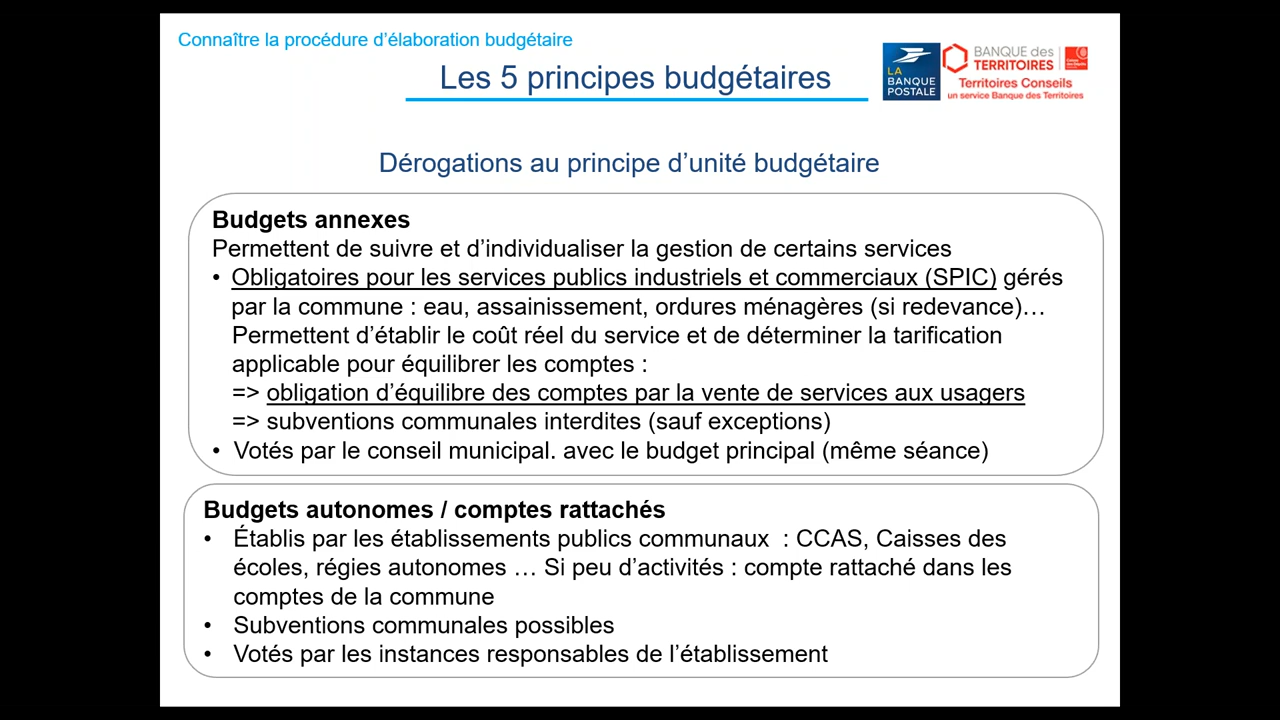 Connaître la procédure d’élaboration budgétaire
Les 5 principes budgétaires
LA
BANQUE
POSTALE
BANQUE des
TERRITOIRES
Territoires Conseils
un service Banque des Territoires
Dérogations au principe d’unité budgétaire
Budgets annexes
Permettent de suivre et d’individualiser la gestion de certains services
• Obligatoires pour les services publics industriels et commerciaux (SPIC) gérés
par la commune : eau, assainissement, ordures ménagères (si redevance)…
Permettent d’établir le coût réel du service et de déterminer la tarification
applicable pour équilibrer les comptes :
=> obligation d’équilibre des comptes par la vente de services aux usagers
=> subventions communales interdites (sauf exceptions)
• Votés par le conseil municipal. avec le budget principal (même séance)
Budgets autonomes / comptes rattachés
• Établis par les établissements publics communaux : CCAS, Caisses des
écoles, régies autonomes … Si peu d’activités : compte rattaché dans les
comptes de la commune
• Subventions communales possibles
• Votés par les instances responsables de l’établissement